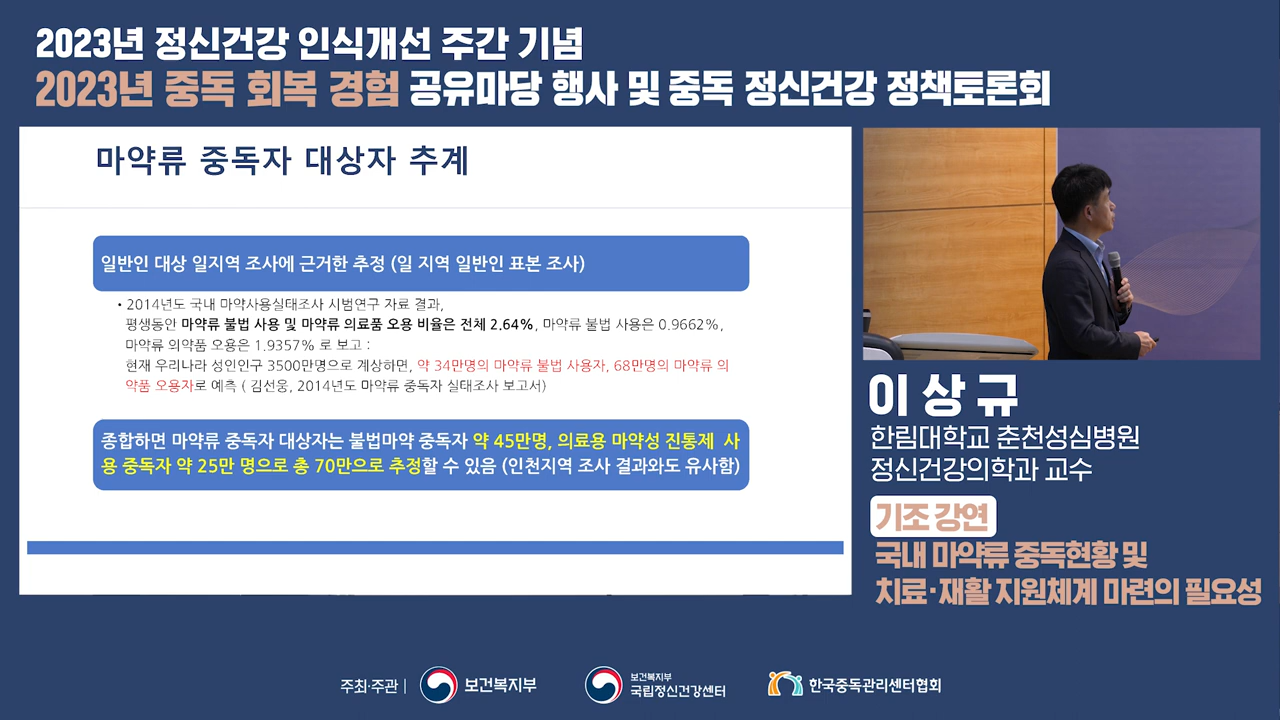 2023년 정신건강 인식개선 주간 기념
2023년 중독 회복 경험 공유마당 행사 및 중독 정신건강 정책토론회
마약류 중독자 대상자 추계
일반인 대상 일지역 조사에 근거한 추정 (일 지역 일반인 표본 조사)
• 2014년도 국내 마약사용실태조사 시범연구 자료 결과,
평생동안 마약류 불법 사용 및 마약류 의료품 오용 비율은 전체 2.64%, 마약류 불법 사용은 0.9662%,
마약류 의약품 오용은 1.9357% 로 보고 :
현재 우리나라 성인인구 3500만명으로 계상하면, 약 34만명의 마약류 불법 사용자, 68만명의 마약류 의
약품 오용자로 예측 ( 김선웅, 2014년도 마약류 중독자 실태조사 보고서)
종합하면 마약류 중독자 대상자는 불법마약 중독자 약 45만명, 의료용 마약성 진통제 사
용 중독자 약 25만 명으로 총 70만으로 추정할 수 있음 (인천지역 조사 결과와도 유사함)
이상규
한림대학교 춘천성심병원
정신건강의학과 교수
기조 강연
국내 마약류 중독현황 및
치료·재활 지원체계 마련의 필요성
주최·주관 | 보건복지부 보건복지부 국립정신건강센터 한국중독관리센터협회